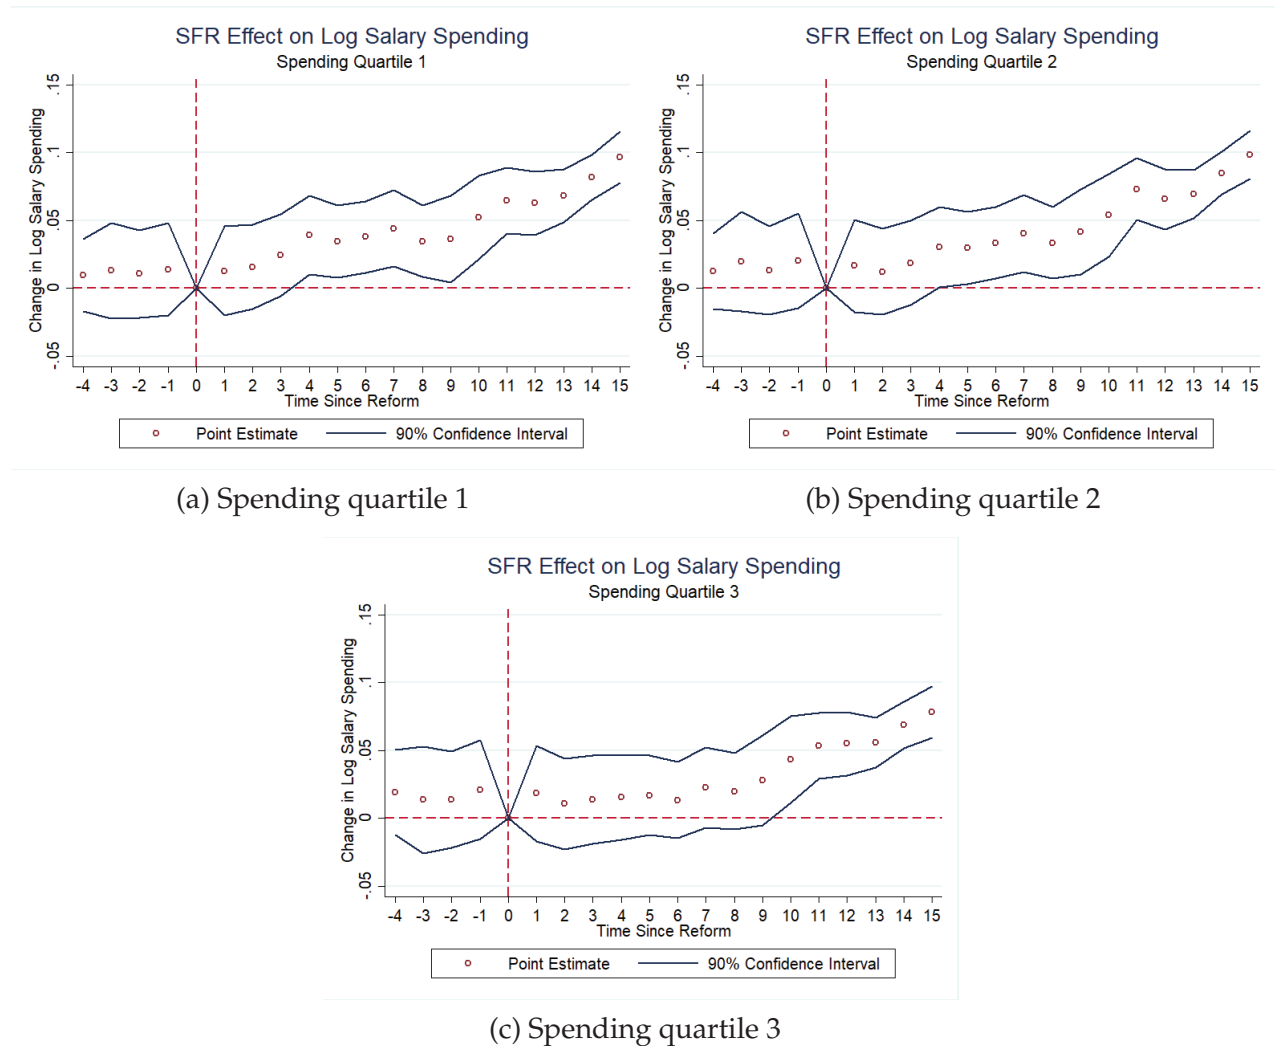 SFR Effect on Log Salary Spending
Spending Quartile 1
Change in Log Salary Spending
.15
.1
.05
0
-.05
-4 -3 -2 -1 0 1 2 3 4 5 6 7 8 9 10 11 12 13 14 15
Time Since Reform
Point Estimate 90% Confidence Interval
(a) Spending quartile 1
SFR Effect on Log Salary Spending
Spending Quartile 2
Change in Log Salary Spending
.15
.1
.05
0
-.05
-4 -3 -2 -1 0 1 2 3 4 5 6 7 8 9 10 11 12 13 14 15
Time Since Reform
Point Estimate 90% Confidence Interval
(b) Spending quartile 2
SFR Effect on Log Salary Spending
Spending Quartile 3
Change in Log Salary Spending
.15
.1
.05
0
-.05
-4 -3 -2 -1 0 1 2 3 4 5 6 7 8 9 10 11 12 13 14 15
Time Since Reform
Point Estimate 90% Confidence Interval
(c) Spending quartile 3